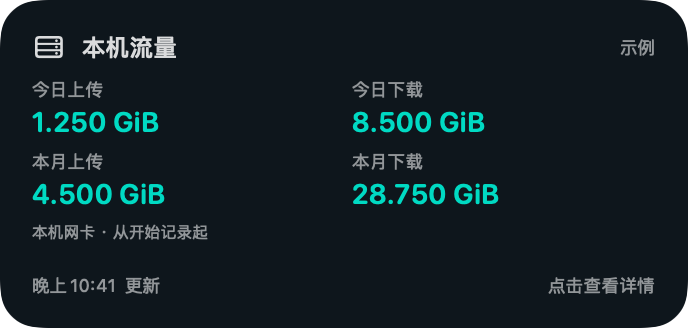 本机流量 示例
今日上传 今日下载
1.250 GiB 8.500 GiB
本月上传 本月下载
4.500 GiB 28.750 GiB
本机网卡 · 从开始记录起
晚上 10:41 更新 点击查看详情